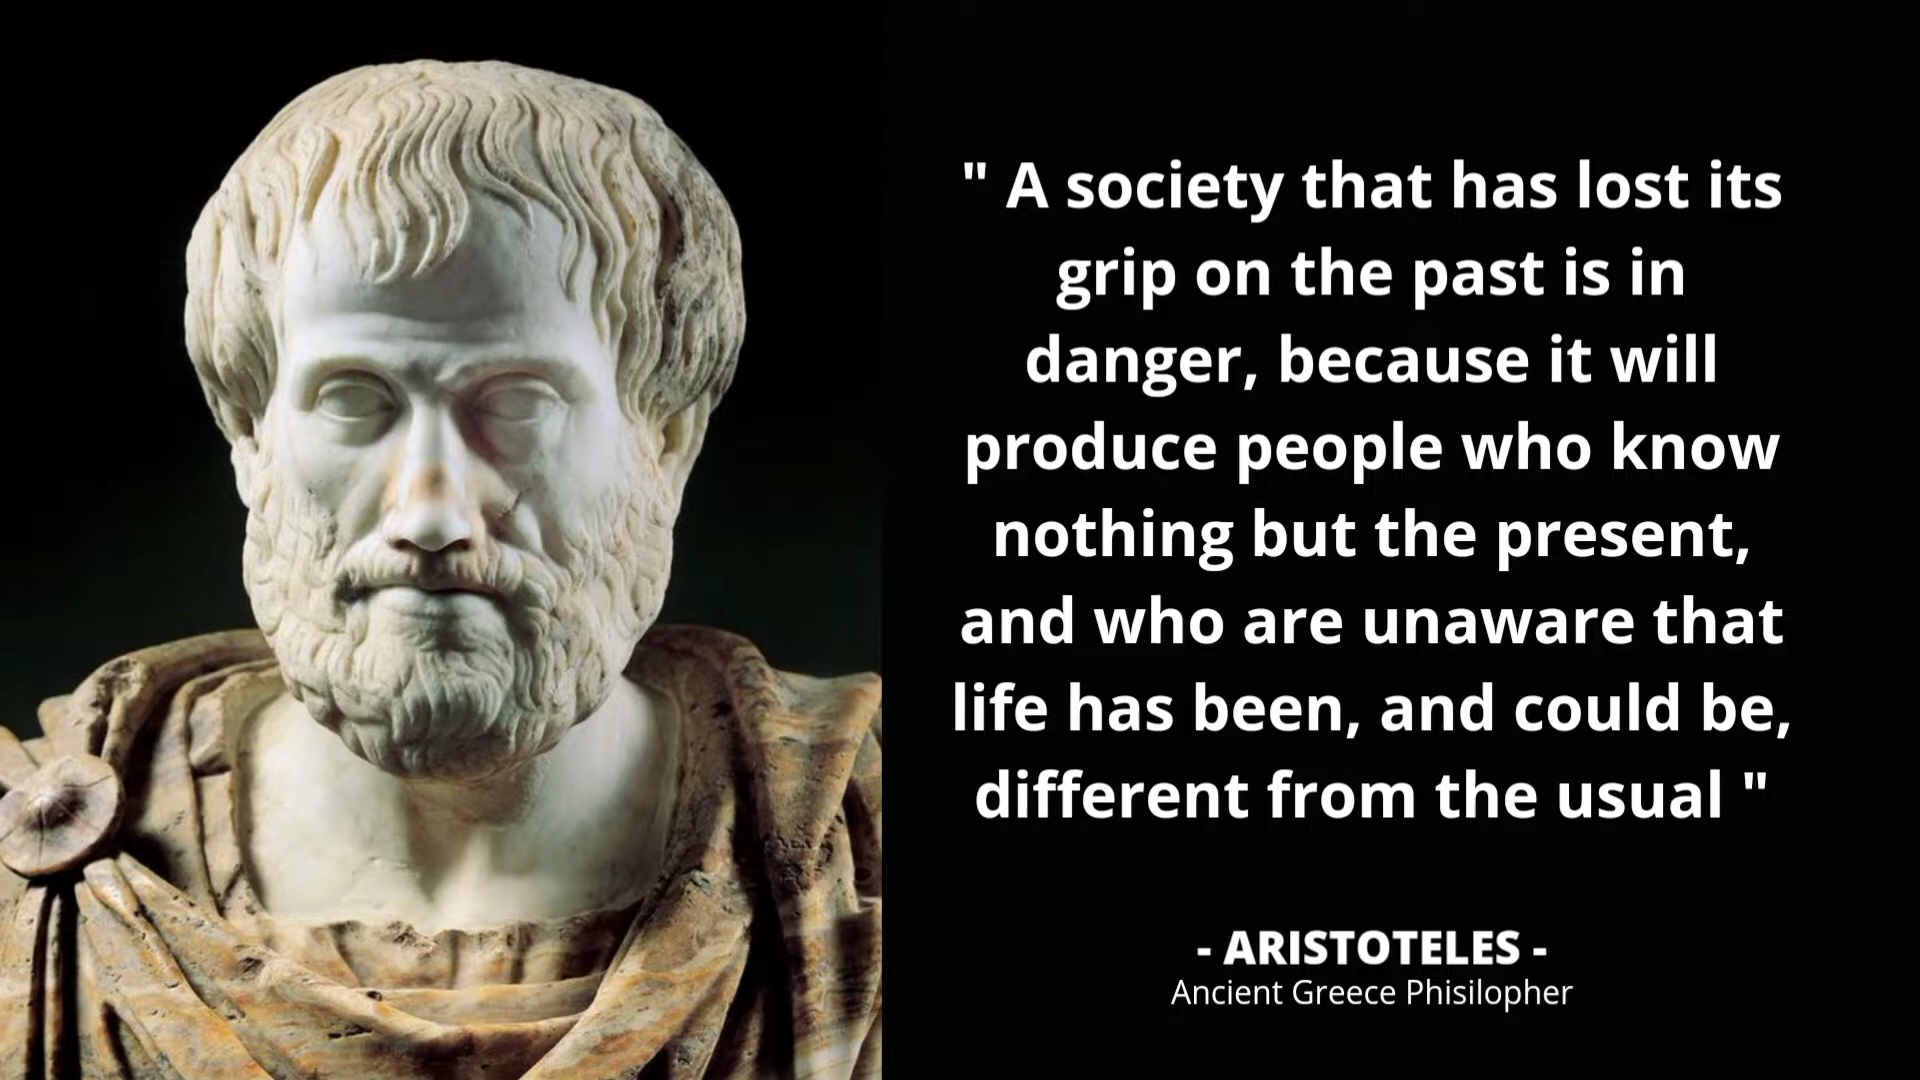 " A society that has lost its
grip on the past is in
danger, because it will
produce people who know
nothing but the present,
and who are unaware that
life has been, and could be,
different from the usual "
- ARISTOTELES -
Ancient Greece Phisilopher